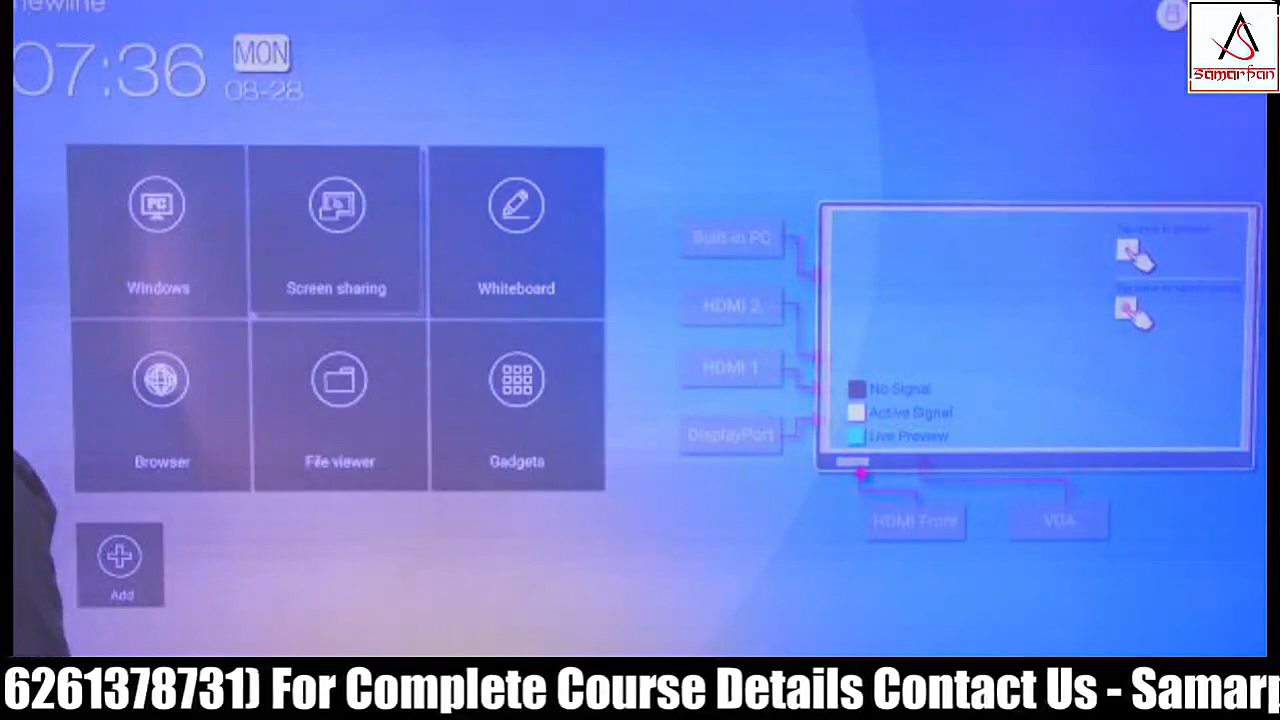 newline
07:36
MON
08-28
SAMARPAN
Windows
Screen sharing
Whiteboard
Browser
File viewer
Gadgets
Add
PC
Built-in PC
HDMI 2
HDMI 1
DisplayPort
No Signal
Active Signal
Live Preview
HDMI Front
VGA
6261378731) For Complete Course Details Contact Us - Samarp